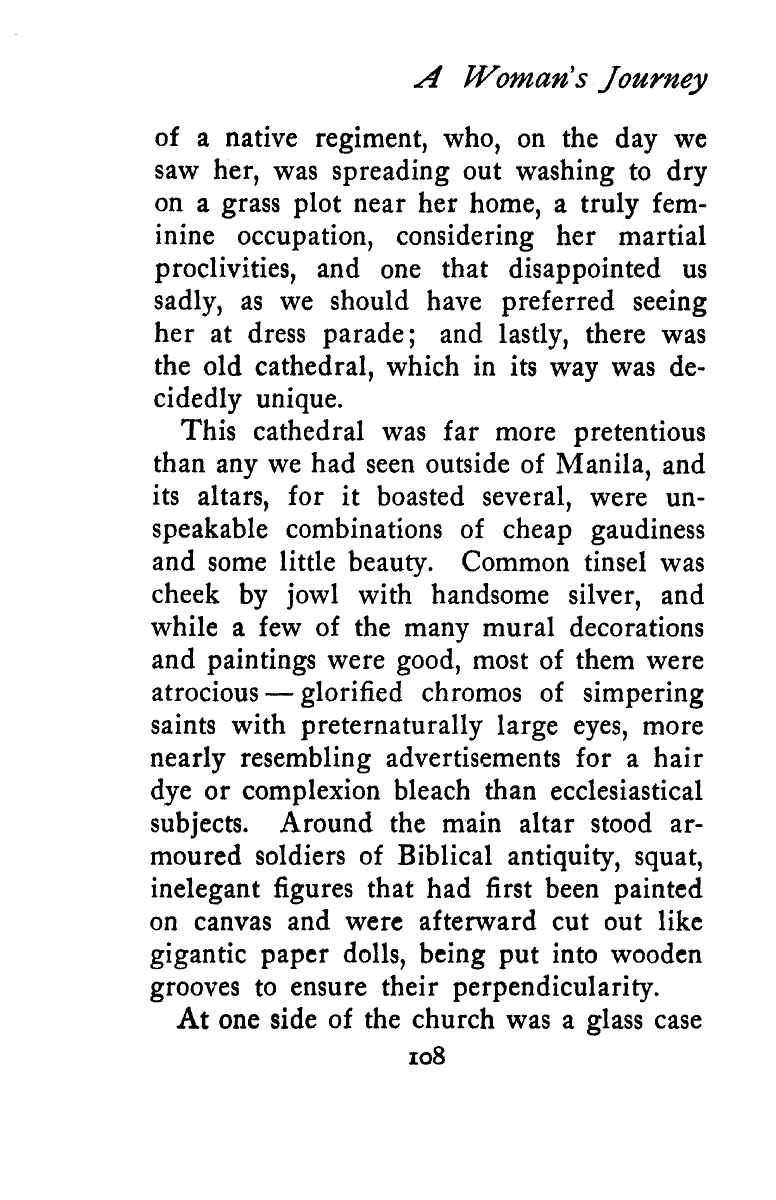 A Woman's Journey
of a native regiment, who, on the day we
saw her, was spreading out washing to dry
on a grass plot near her home, a truly fem-
inine occupation, considering her martial
proclivities, and one that disappointed us
sadly, as we should have preferred seeing
her at dress parade; and lastly, there was
the old cathedral, which in its way was de-
cidedly unique.
This cathedral was far more pretentious
than any we had seen outside of Manila, and
its altars, for it boasted several, were un-
speakable combinations of cheap gaudiness
and some little beauty. Common tinsel was
cheek by jowl with handsome silver, and
while a few of the many mural decorations
and paintings were good, most of them were
atrocious — glorified chromos of simpering
saints with preternaturally large eyes, more
nearly resembling advertisements for a hair
dye or complexion bleach than ecclesiastical
subjects. Around the main altar stood ar-
moured soldiers of Biblical antiquity, squat,
inelegant figures that had first been painted
on canvas and were afterward cut out like
gigantic paper dolls, being put into wooden
grooves to ensure their perpendicularity.
At one side of the church was a glass case
108